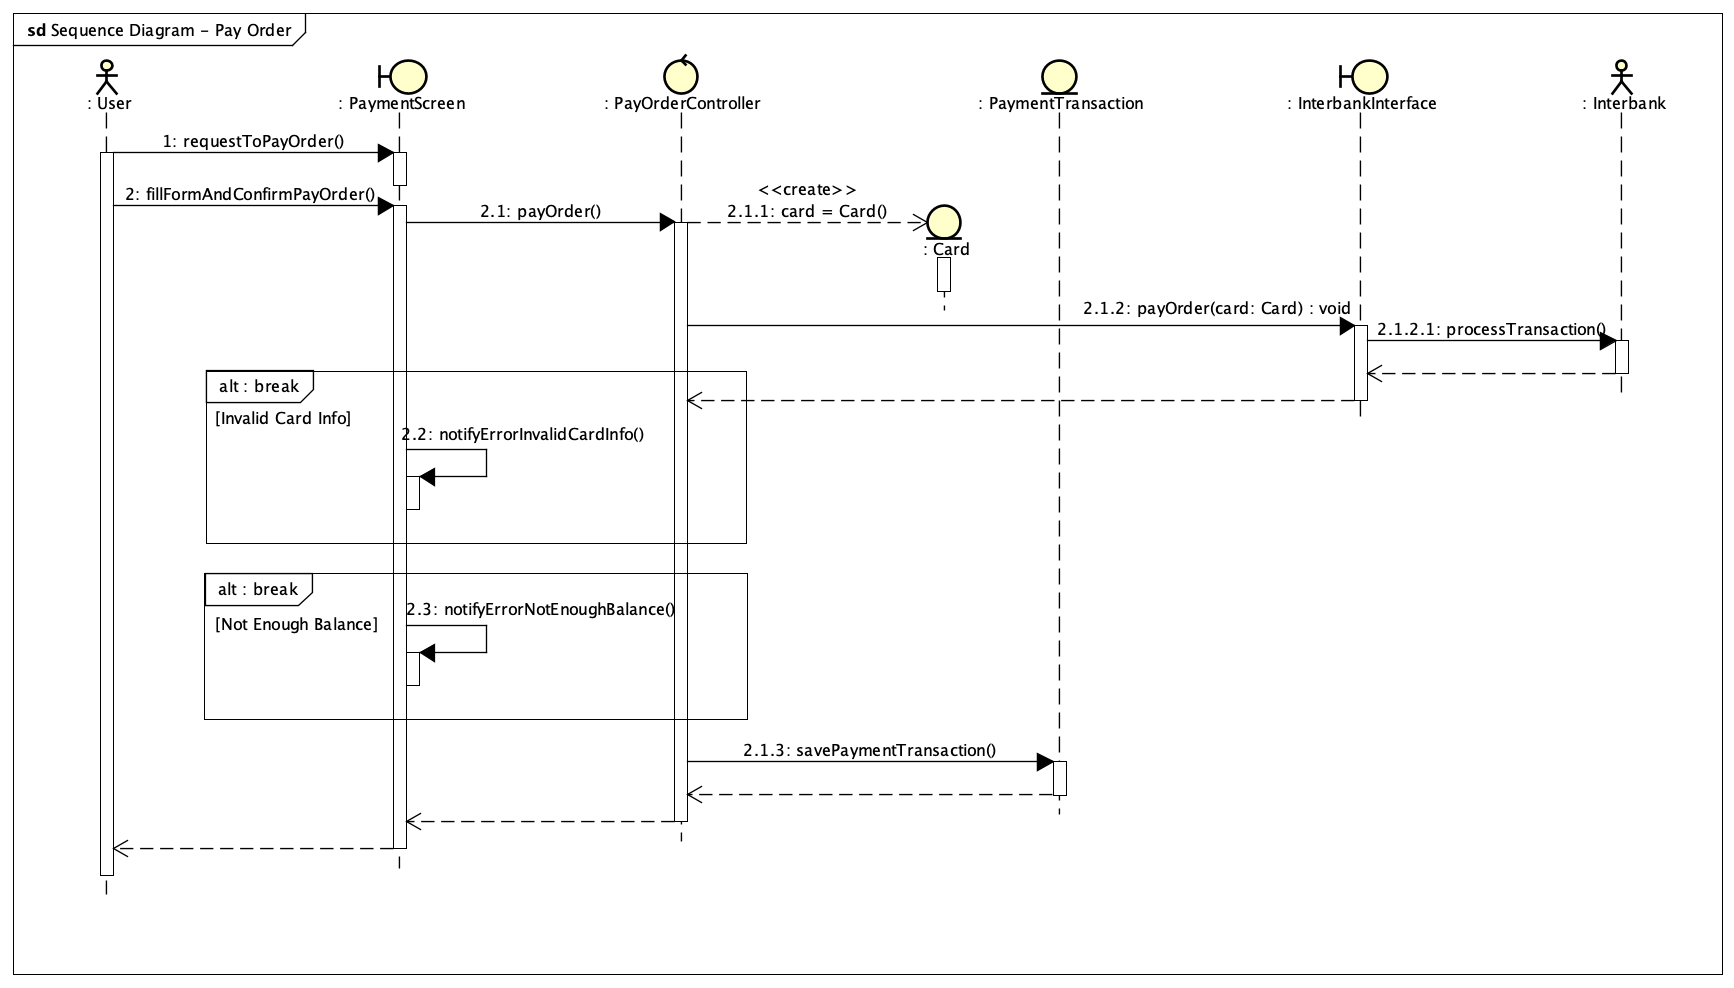 sd Sequence Diagram - Pay Order
: User
: PaymentScreen
: PayOrderController
: PaymentTransaction
: InterbankInterface
: Interbank
1: requestToPayOrder()
2: fillFormAndConfirmPayOrder()
2.1: payOrder()
<<create>>
2.1.1: card = Card()
: Card
2.1.2: payOrder(card: Card) : void
2.1.2.1: processTransaction()
alt : break
[Invalid Card Info]
2.2: notifyErrorInvalidCardInfo()
alt : break
2.3: notifyErrorNotEnoughBalance()
[Not Enough Balance]
2.1.3: savePaymentTransaction()